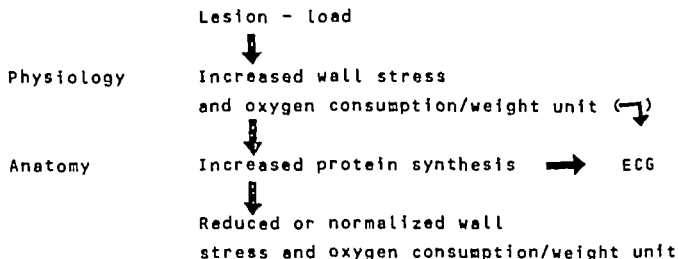 Lesion - load
Physiology Increased wall stress
and oxygen consumption/weight unit ( )
Anatomy Increased protein synthesis ECG
Reduced or normalized wall
stress and oxygen consumption/weight unit